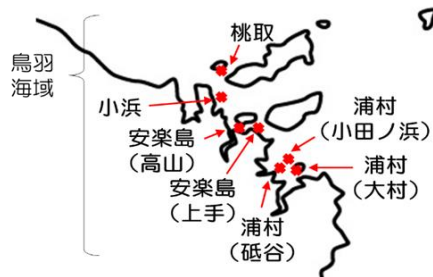 桃取
鳥羽
海域
小浜
安楽島
(高山)
安楽島
(上手)
浦村
(小田ノ浜)
浦村
(大村)
浦村
(砥谷)